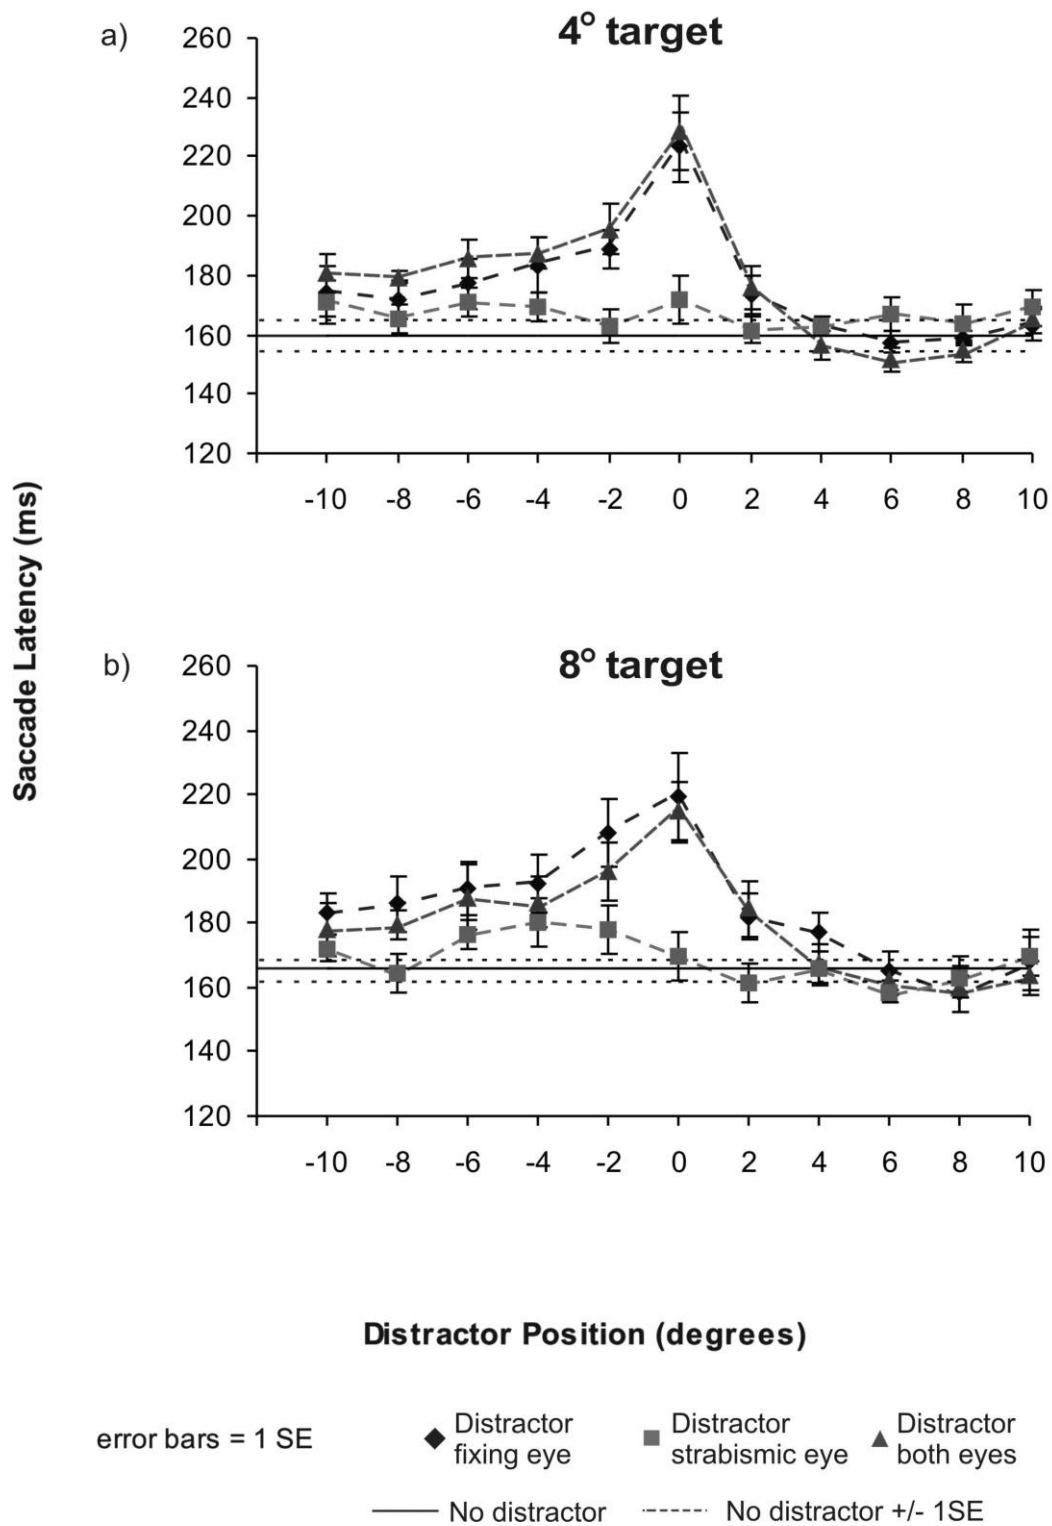 a)
4° target
260
240
220
200
180
160
140
120
-10 -8 -6 -4 -2 0 2 4 6 8 10
Saccade Latency (ms)
b)
8° target
260
240
220
200
180
160
140
120
-10 -8 -6 -4 -2 0 2 4 6 8 10
Distractor Position (degrees)
error bars = 1 SE
Distractor
fixing eye
Distractor
strabismic eye
Distractor
both eyes
No distractor
No distractor +/- 1SE